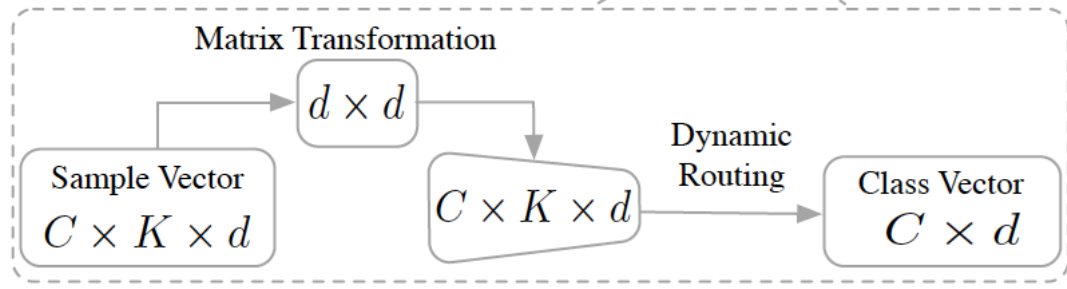 Matrix Transformation
d × d
Sample Vector
C × K × d
C × K × d
Dynamic
Routing
Class Vector
C × d